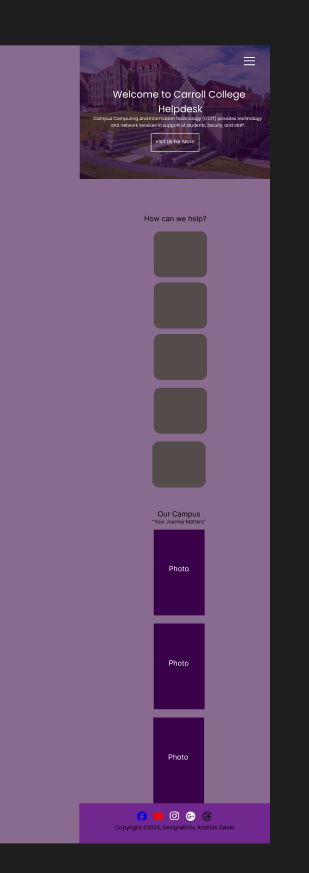 Welcome to Carroll College
Helpdesk
Campus Computing and Information Technology (CCIT) provides technology
and network services in support of students, faculty, and staff.
Visit Us For More
How can we help?
Our Campus
"Your Journey Matters"
Photo
Photo
Photo
Copyright ©2024; Designed by Andrios Zeivel